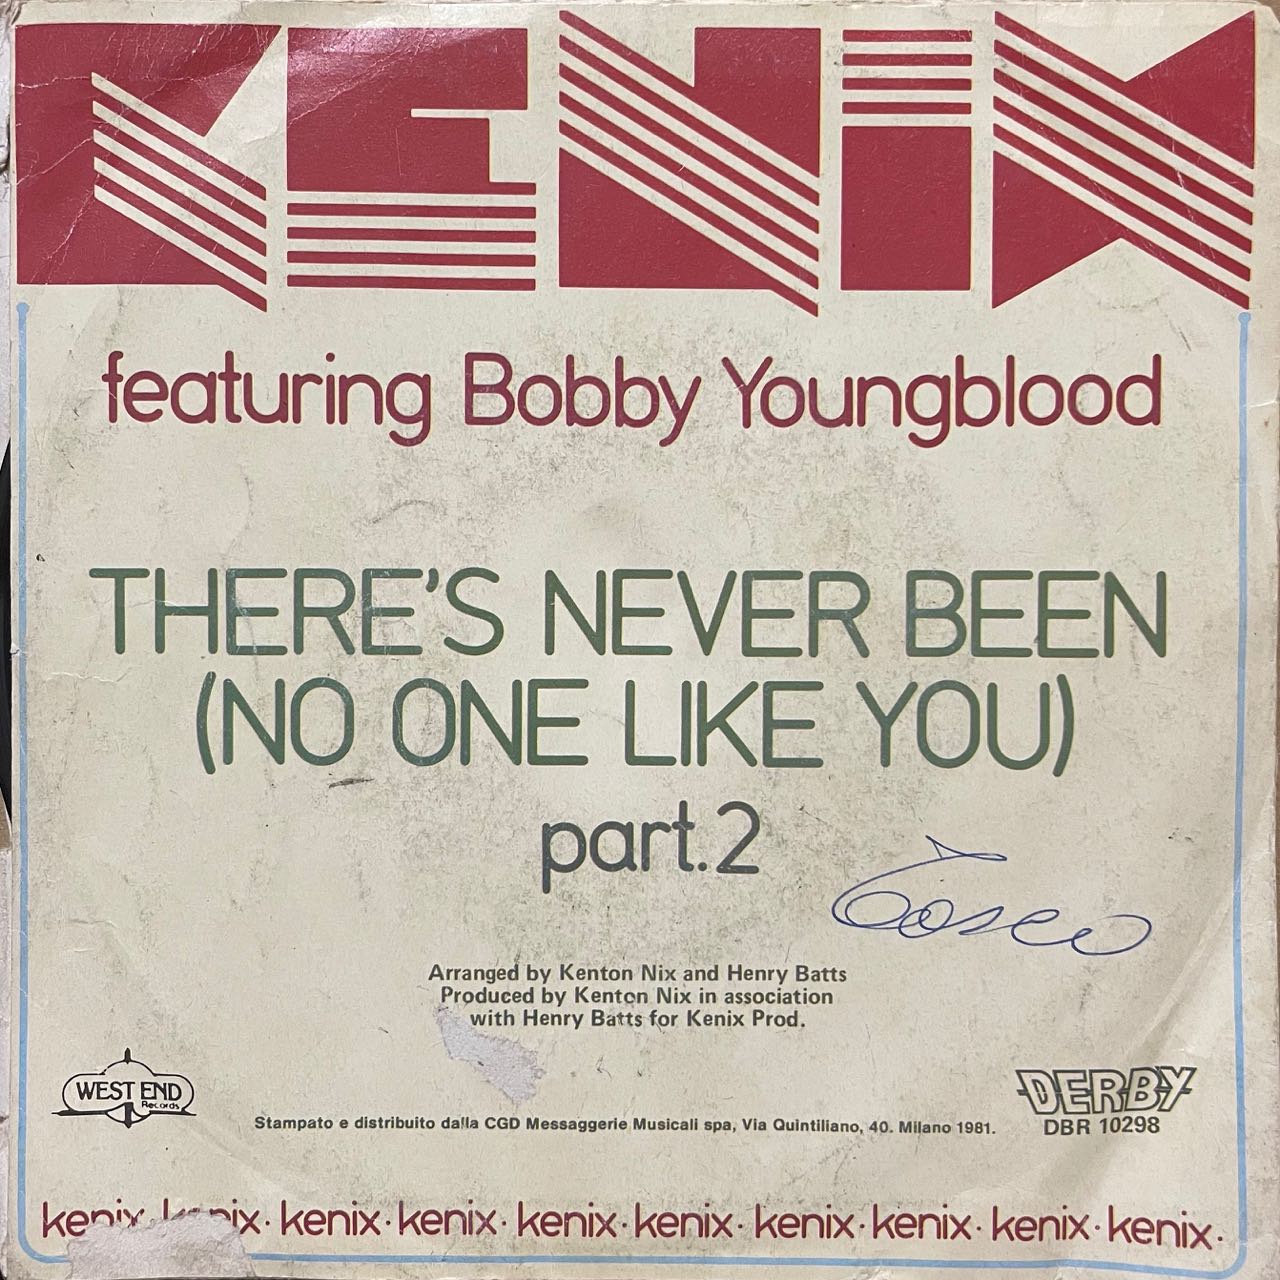 KENIX
featuring Bobby Youngblood
THERE'S NEVER BEEN
(NO ONE LIKE YOU)
part.2
Arranged by Kenton Nix and Henry Batts
Produced by Kenton Nix in association
with Henry Batts for Kenix Prod.
WEST END
Records
DERBY
DBR 10298
Stampato e distribuito dalla CGD Messaggerie Musicali spa, Via Quintiliano, 40. Milano 1981.
kenix· kenix· kenix· kenix· kenix· kenix· kenix· kenix· kenix· kenix·